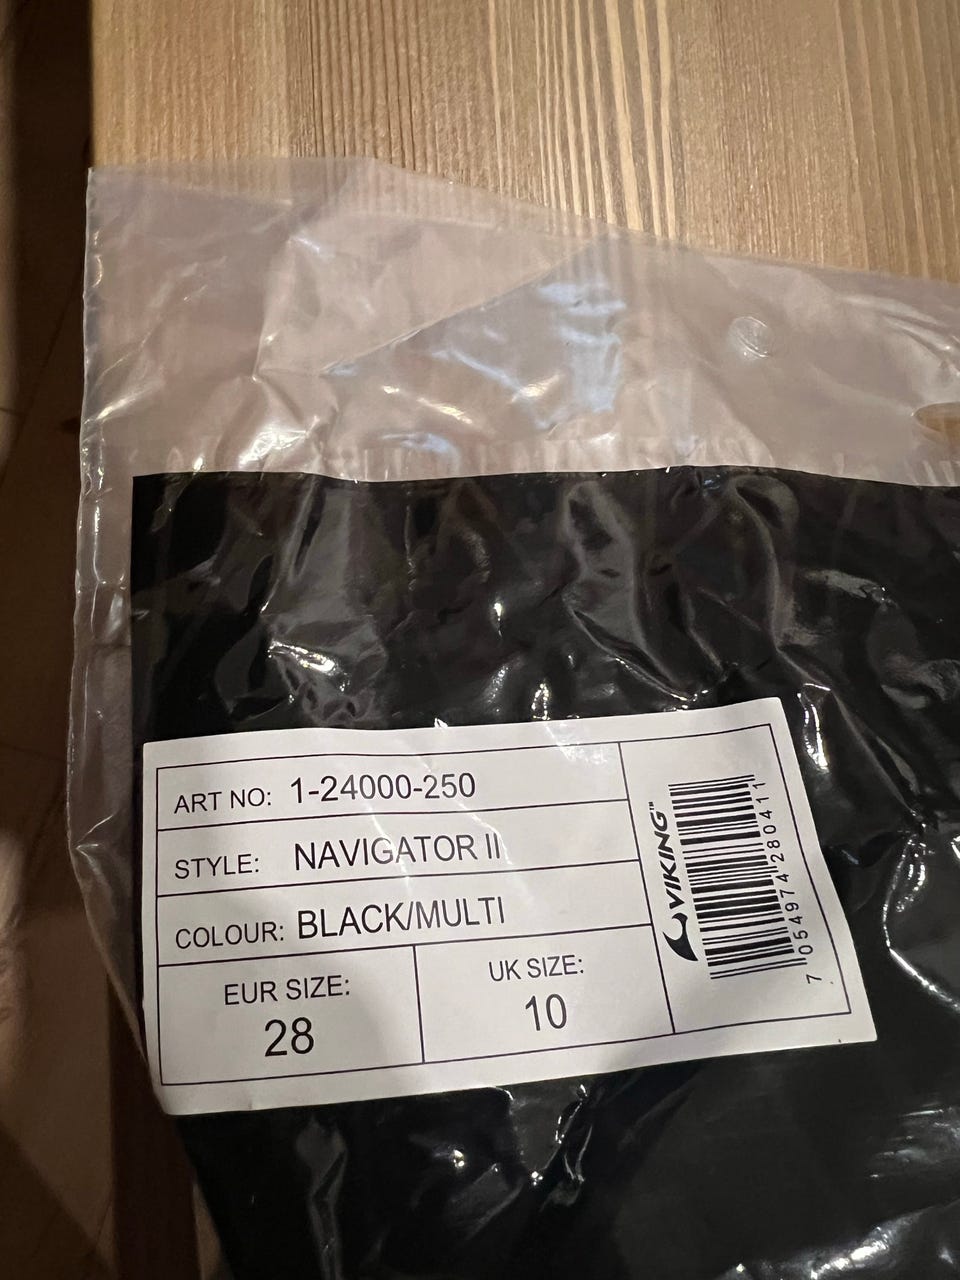 ART NO: 1-24000-250
STYLE: NAVIGATOR II
COLOUR: BLACK/MULTI
EUR SIZE:
28
UK SIZE:
10
VIKING™
7 054974 280411